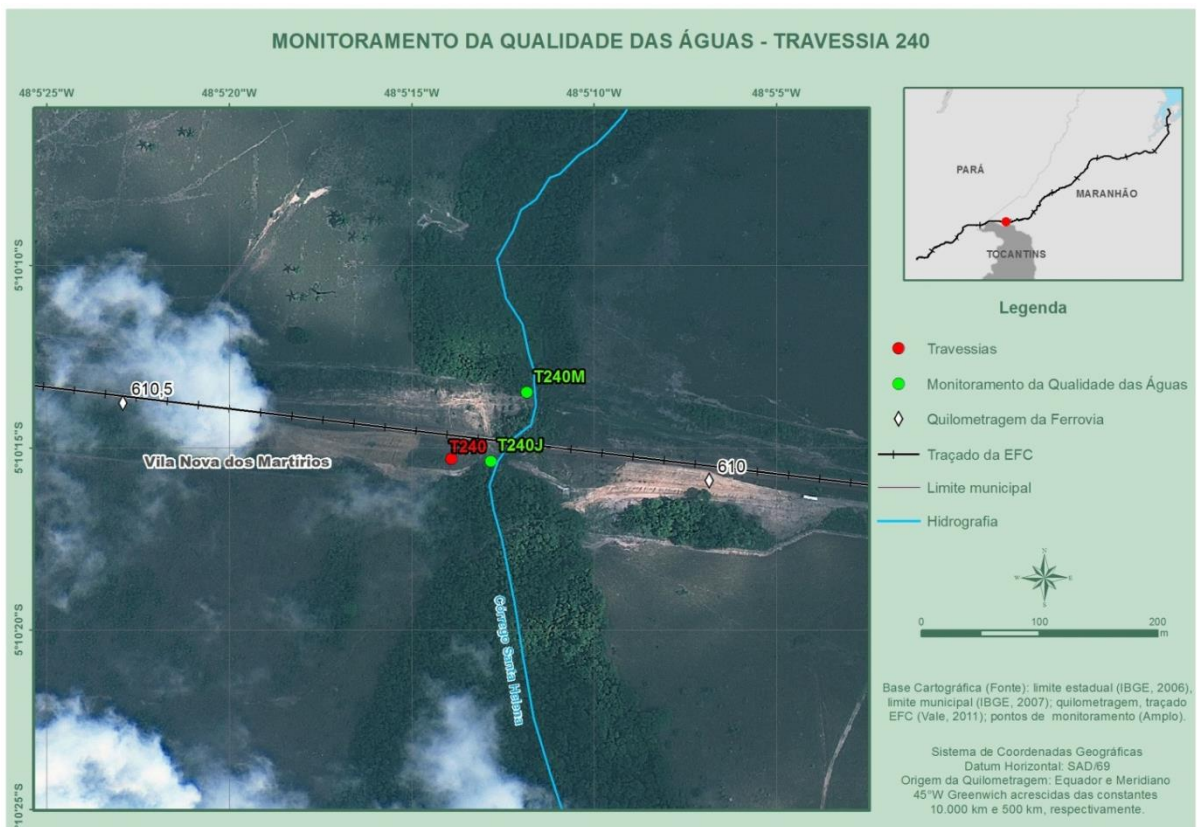 MONITORAMENTO DA QUALIDADE DAS ÁGUAS - TRAVESSIA 240
48°5'25"W
48°5'20"W
48°5'15"W
48°5'10"W
48°5'5"W
5°10'10"S
5°10'15"S
5°10'20"S
5°10'25"S
T240M
610,5
T240
T240J
Vila Nova dos Martírios
610
Córrego Santa Helena
PARÁ
MARANHÃO
TOCANTINS
Legenda
Travessias
Monitoramento da Qualidade das Águas
Quilometragem da Ferrovia
Traçado da EFC
Limite municipal
Hidrografia
N
W
E
S
0 100 200
m
Base Cartográfica (Fonte): limite estadual (IBGE, 2006),
limite municipal (IBGE, 2007); quilometragem, traçado
EFC (Vale, 2011); pontos de monitoramento (Amplo).
Sistema de Coordenadas Geográficas
Datum Horizontal: SAD/69
Origem da Quilometragem: Equador e Meridiano
45°W Greenwich acrescidas das constantes
10.000 km e 500 km, respectivamente.